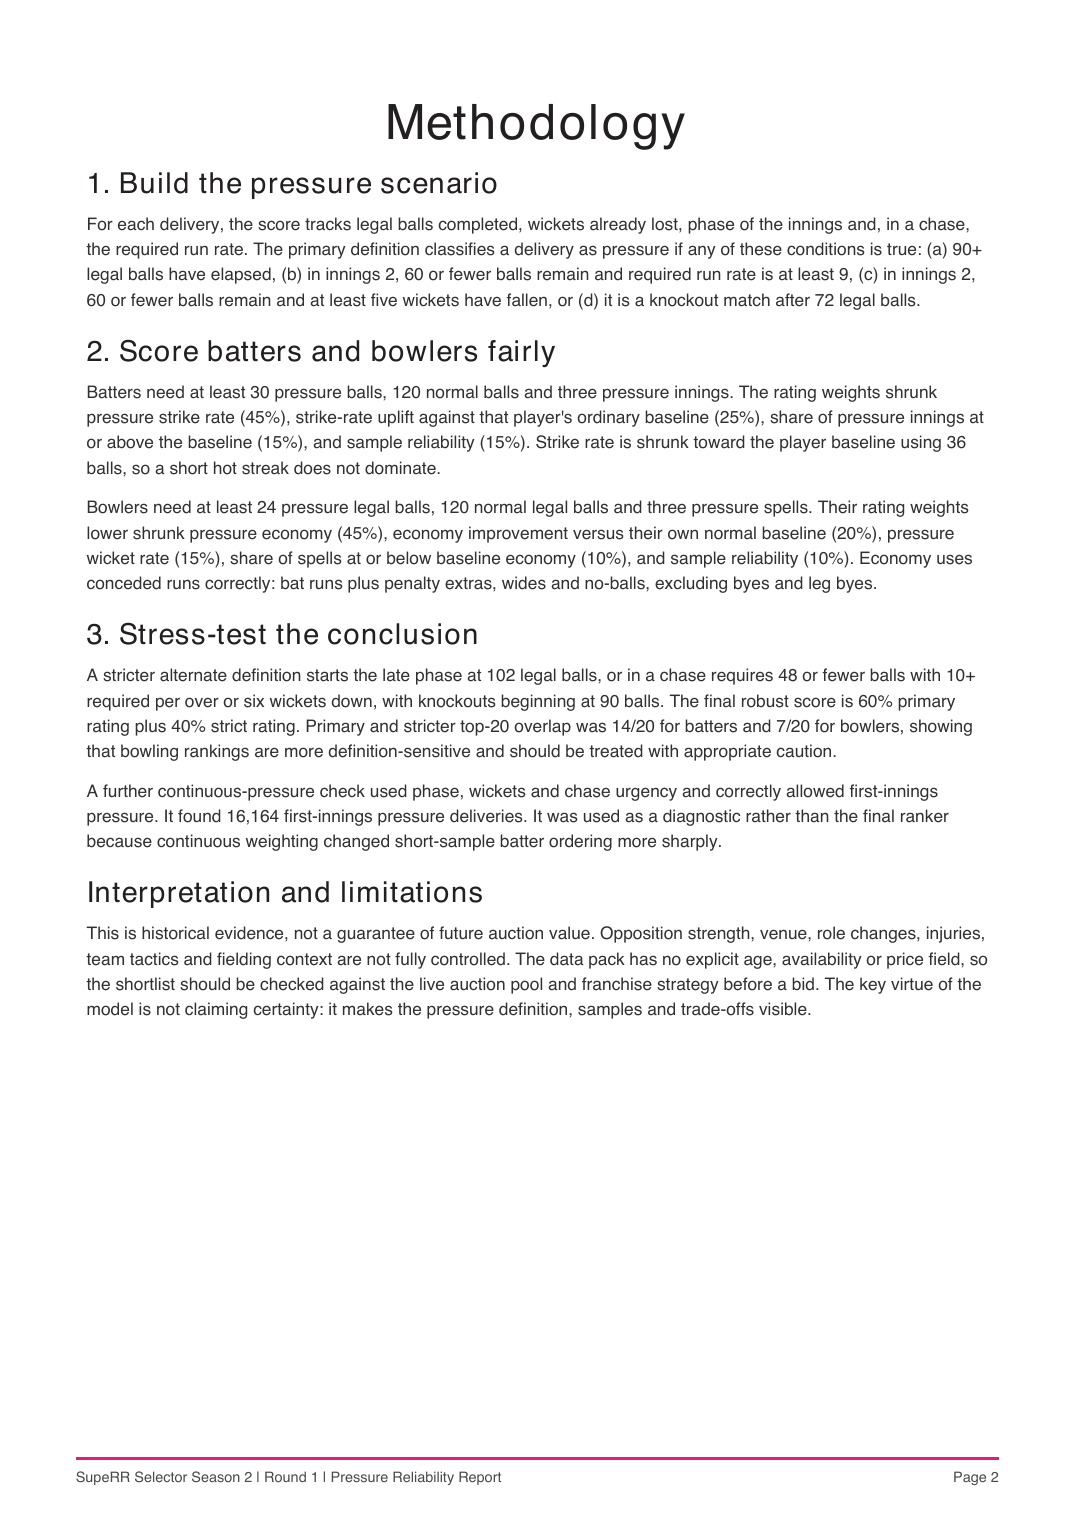 Methodology
1. Build the pressure scenario
For each delivery, the score tracks legal balls completed, wickets already lost, phase of the innings and, in a chase,
the required run rate. The primary definition classifies a delivery as pressure if any of these conditions is true: (a) 90+
legal balls have elapsed, (b) in innings 2, 60 or fewer balls remain and required run rate is at least 9, (c) in innings 2,
60 or fewer balls remain and at least five wickets have fallen, or (d) it is a knockout match after 72 legal balls.
2. Score batters and bowlers fairly
Batters need at least 30 pressure balls, 120 normal balls and three pressure innings. The rating weights shrunk
pressure strike rate (45%), strike-rate uplift against that player's ordinary baseline (25%), share of pressure innings at
or above the baseline (15%), and sample reliability (15%). Strike rate is shrunk toward the player baseline using 36
balls, so a short hot streak does not dominate.
Bowlers need at least 24 pressure legal balls, 120 normal legal balls and three pressure spells. Their rating weights
lower shrunk pressure economy (45%), economy improvement versus their own normal baseline (20%), pressure
wicket rate (15%), share of spells at or below baseline economy (10%), and sample reliability (10%). Economy uses
conceded runs correctly: bat runs plus penalty extras, wides and no-balls, excluding byes and leg byes.
3. Stress-test the conclusion
A stricter alternate definition starts the late phase at 102 legal balls, or in a chase requires 48 or fewer balls with 10+
required per over or six wickets down, with knockouts beginning at 90 balls. The final robust score is 60% primary
rating plus 40% strict rating. Primary and stricter top-20 overlap was 14/20 for batters and 7/20 for bowlers, showing
that bowling rankings are more definition-sensitive and should be treated with appropriate caution.
A further continuous-pressure check used phase, wickets and chase urgency and correctly allowed first-innings
pressure. It found 16,164 first-innings pressure deliveries. It was used as a diagnostic rather than the final ranker
because continuous weighting changed short-sample batter ordering more sharply.
Interpretation and limitations
This is historical evidence, not a guarantee of future auction value. Opposition strength, venue, role changes, injuries,
team tactics and fielding context are not fully controlled. The data pack has no explicit age, availability or price field, so
the shortlist should be checked against the live auction pool and franchise strategy before a bid. The key virtue of the
model is not claiming certainty: it makes the pressure definition, samples and trade-offs visible.
SupeRR Selector Season 2 | Round 1 | Pressure Reliability Report
Page 2